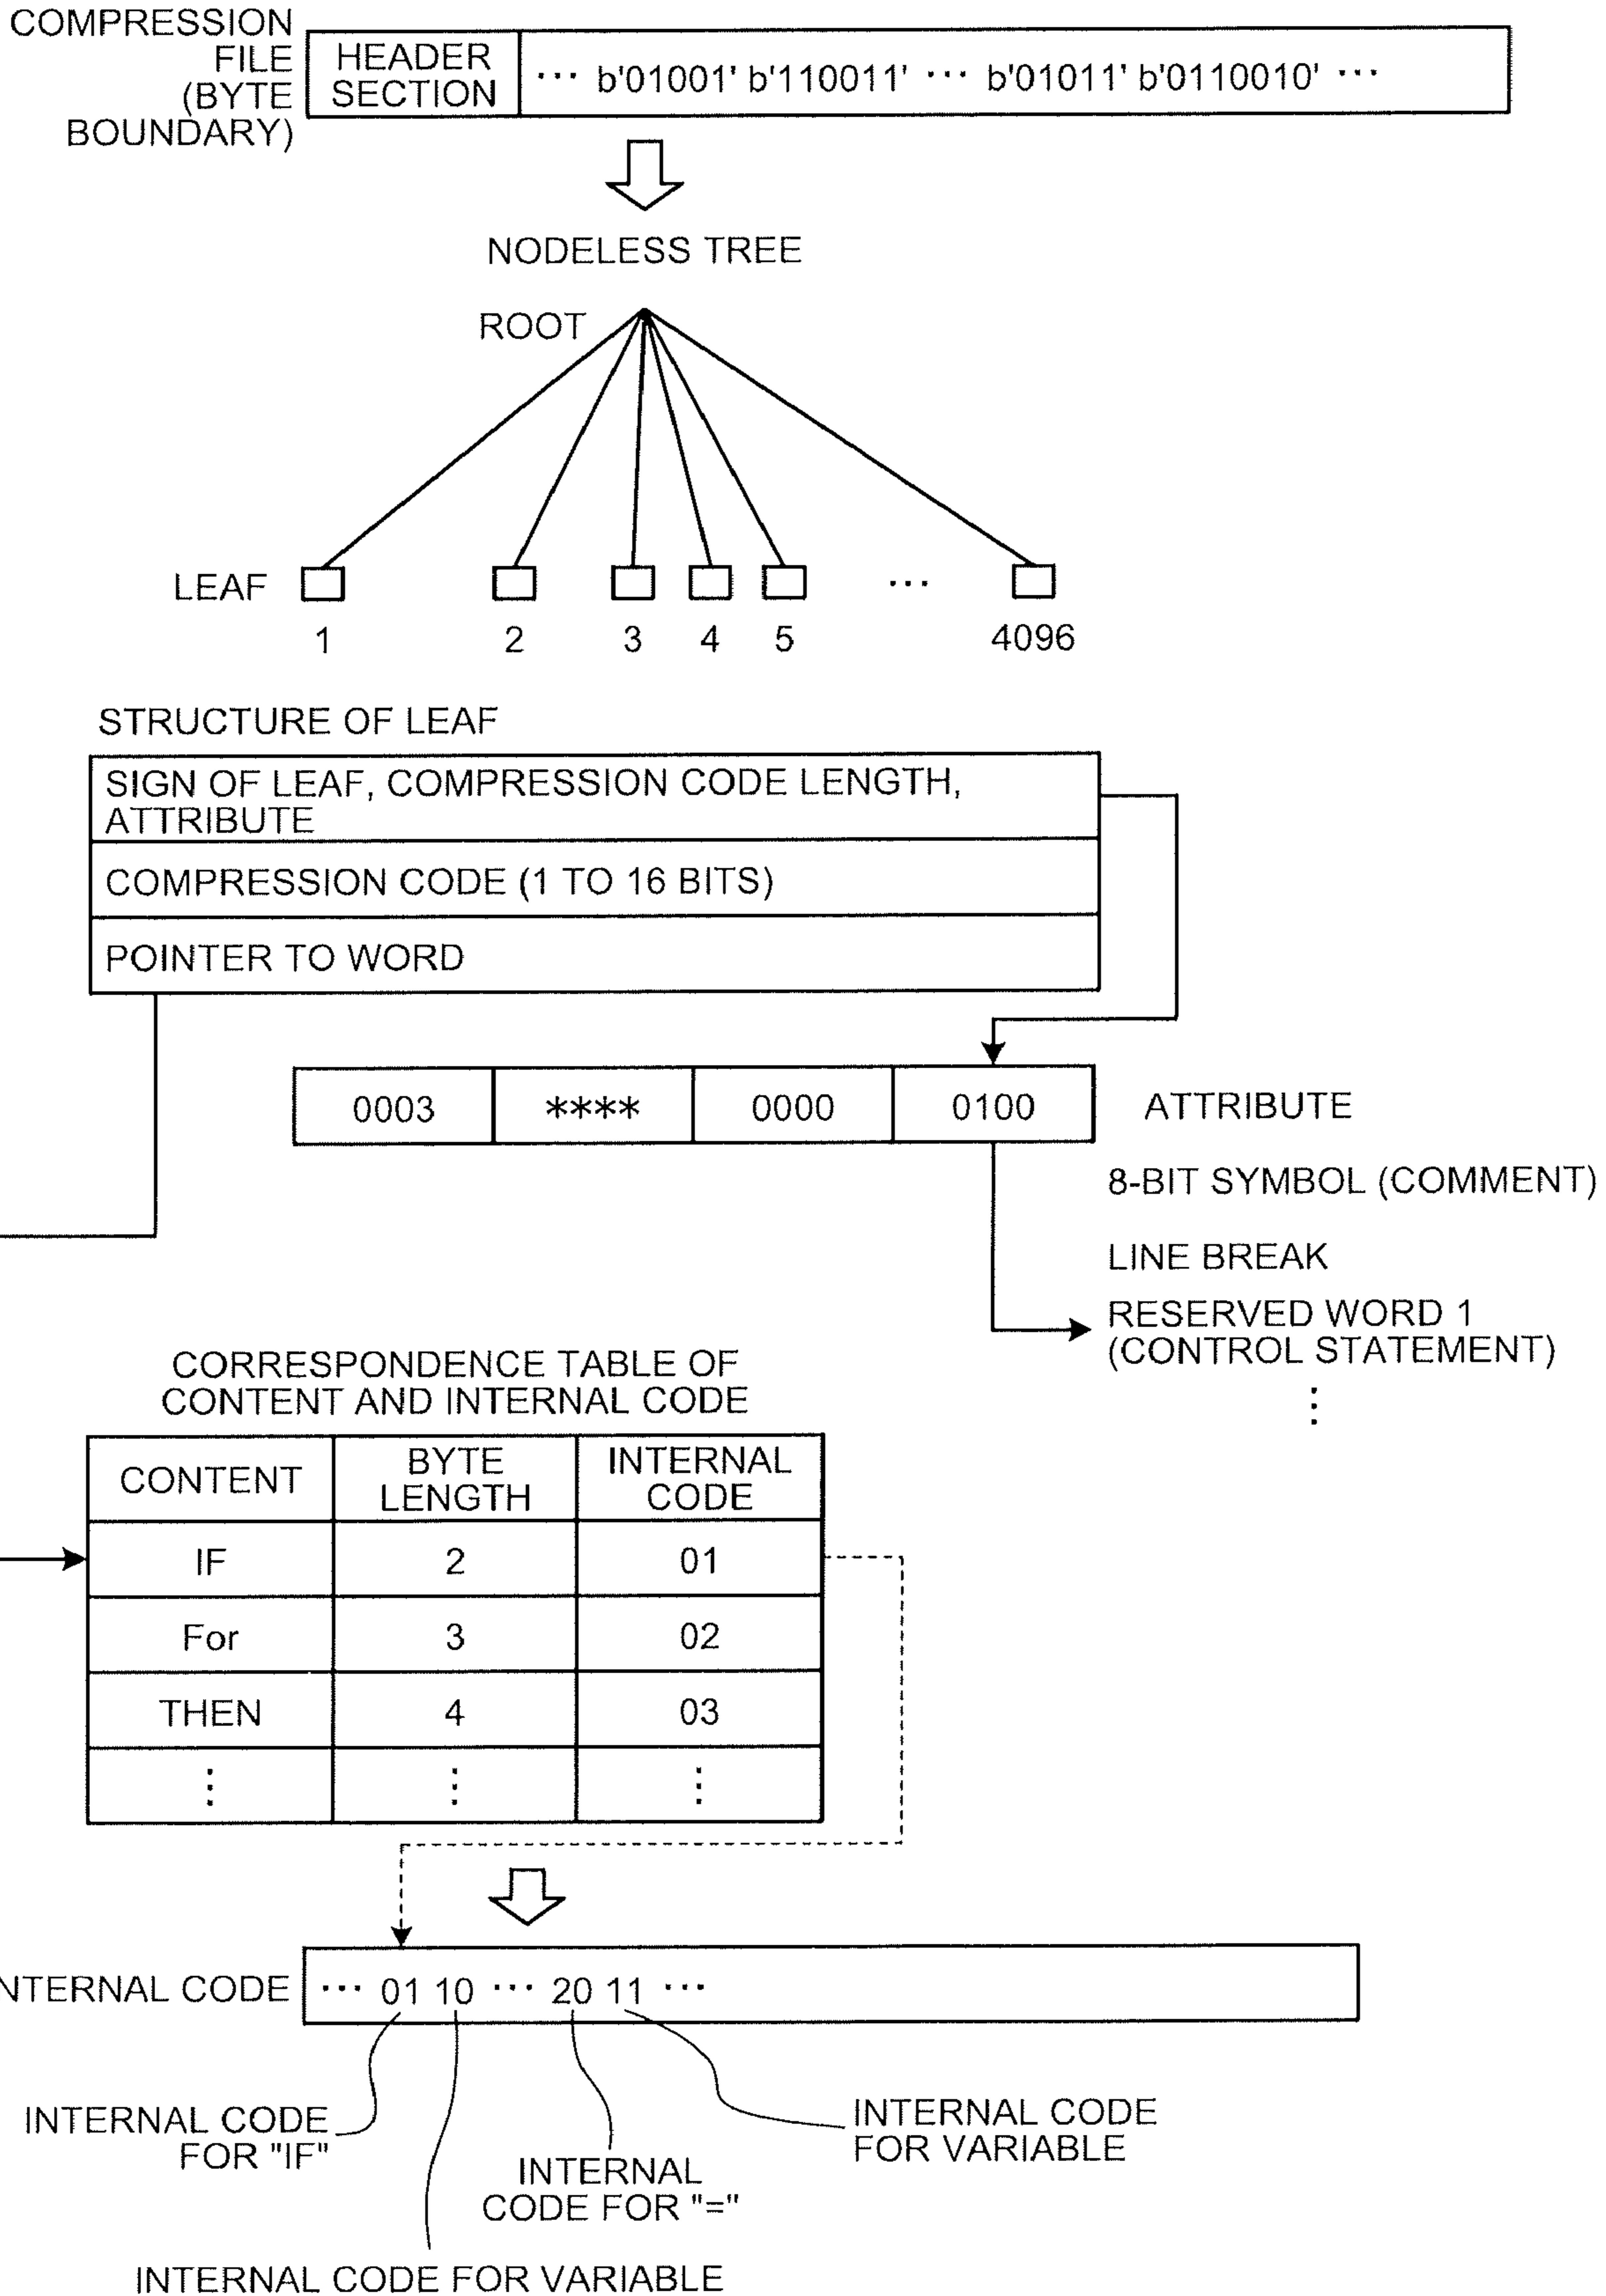 COMPRESSION
FILE
(BYTE
BOUNDARY)
HEADER
SECTION
··· b'01001' b'110011' ··· b'01011' b'0110010' ···
NODELESS TREE
ROOT
LEAF
···
1 2 3 4 5 4096
STRUCTURE OF LEAF
SIGN OF LEAF, COMPRESSION CODE LENGTH,
ATTRIBUTE
COMPRESSION CODE (1 TO 16 BITS)
POINTER TO WORD
0003 **** 0000 0100 ATTRIBUTE
8-BIT SYMBOL (COMMENT)
LINE BREAK
RESERVED WORD 1
(CONTROL STATEMENT)
⋮
CORRESPONDENCE TABLE OF
CONTENT AND INTERNAL CODE
CONTENT
BYTE
LENGTH
INTERNAL
CODE
IF 2 01
For 3 02
THEN 4 03
⋮ ⋮ ⋮
NTERNAL CODE
··· 01 10 ··· 20 11 ···
INTERNAL CODE
FOR "IF"
INTERNAL
CODE FOR "="
INTERNAL CODE
FOR VARIABLE
INTERNAL CODE FOR VARIABLE